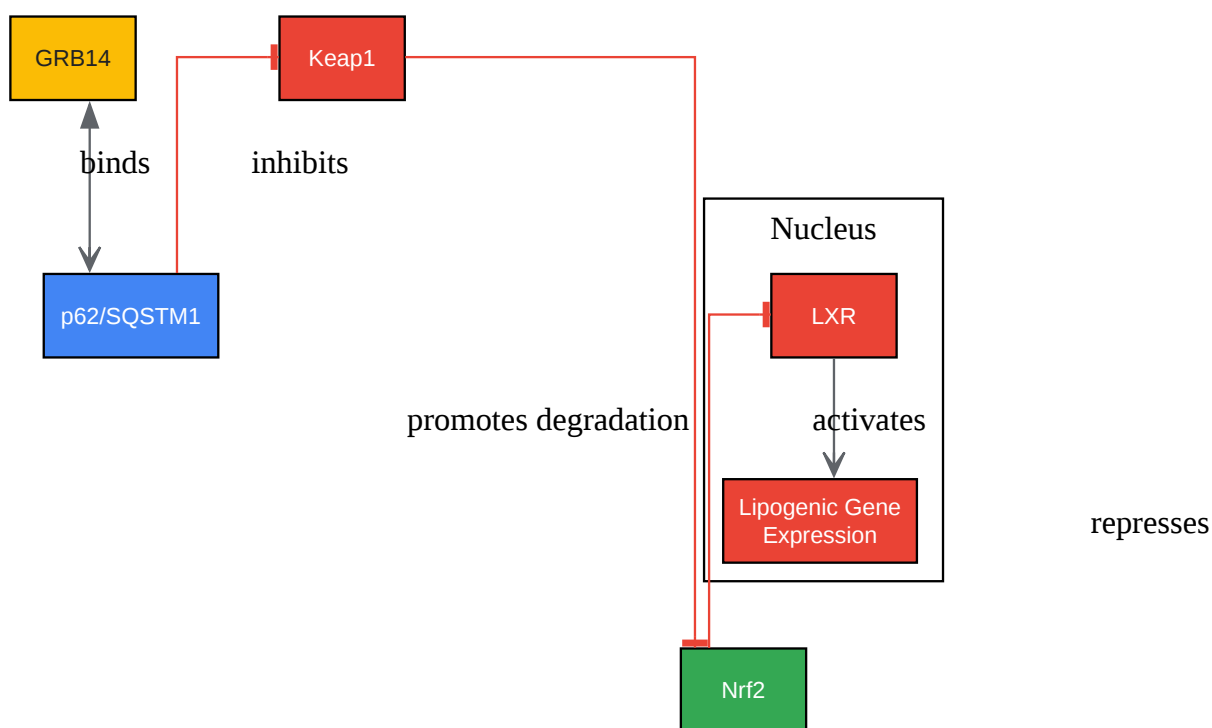 GRB14
Keap1
binds
inhibits
Nucleus
p62/SQSTM1
LXR
promotes degradation
activates
Lipogenic Gene
Expression
represses
Nrf2